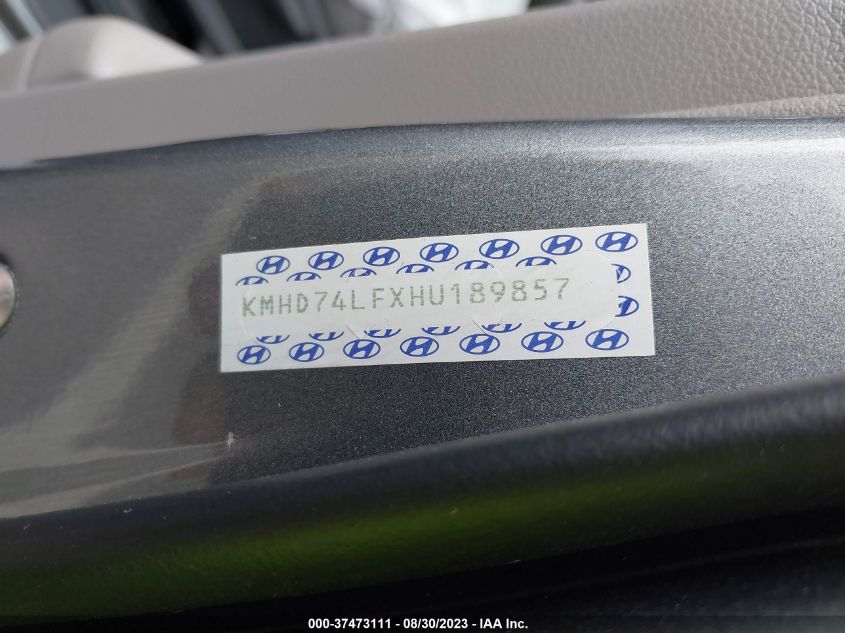 KMHD74LFXHU189857
000-37473111 - 08/30/2023 - IAA Inc.